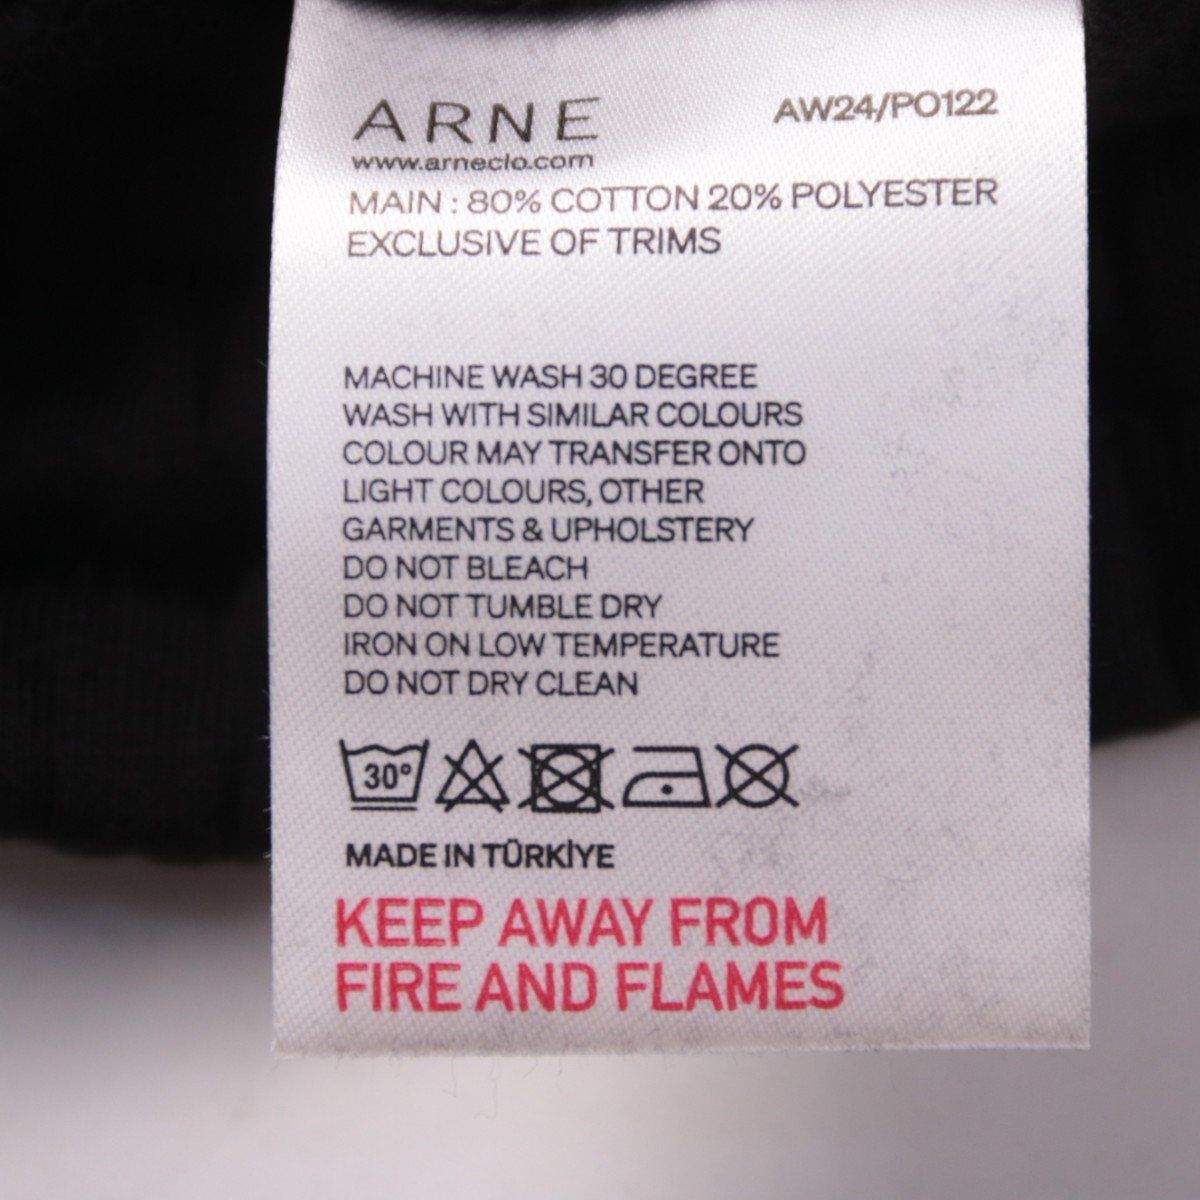 ARNE AW24/PO122
www.arneclo.com
MAIN : 80% COTTON 20% POLYESTER
EXCLUSIVE OF TRIMS
MACHINE WASH 30 DEGREE
WASH WITH SIMILAR COLOURS
COLOUR MAY TRANSFER ONTO
LIGHT COLOURS, OTHER
GARMENTS & UPHOLSTERY
DO NOT BLEACH
DO NOT TUMBLE DRY
IRON ON LOW TEMPERATURE
DO NOT DRY CLEAN
30°
MADE IN TÜRKİYE
KEEP AWAY FROM
FIRE AND FLAMES